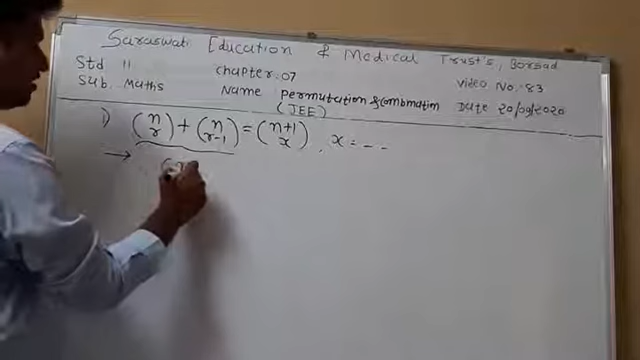 Saraswati Education & Medical Trust's, Borsad
Std 11 Chapter. 07 Video No. 83
Sub. Maths Name Permutation & Combination Date 20/09/2020
(JEE)
1) (n r) + (n r-1) = (n+1 x) , x = - -
→